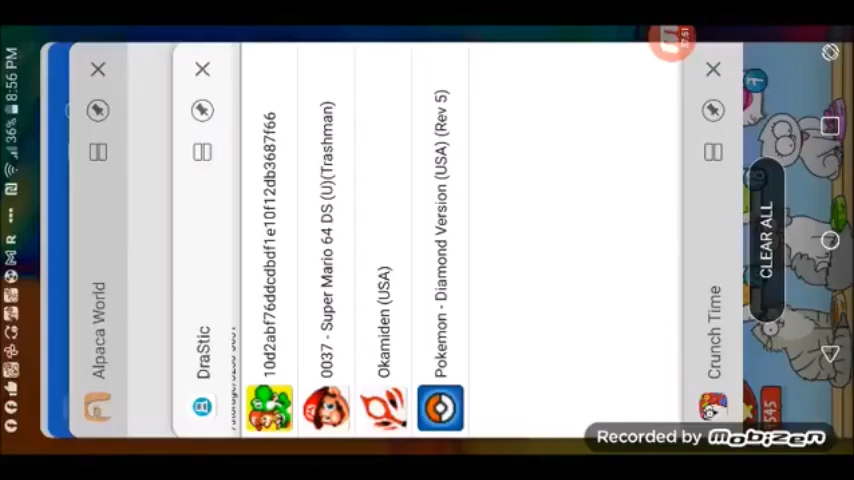 8:56 PM
36%
R
Alpaca World
DraStic
10d2abf76ddcdbdf1e10f12db3687f66
0037 - Super Mario 64 DS (U)(Trashman)
Okamiden (USA)
Pokemon - Diamond Version (USA) (Rev 5)
Crunch Time
CLEAR ALL
545
Recorded by mobizen